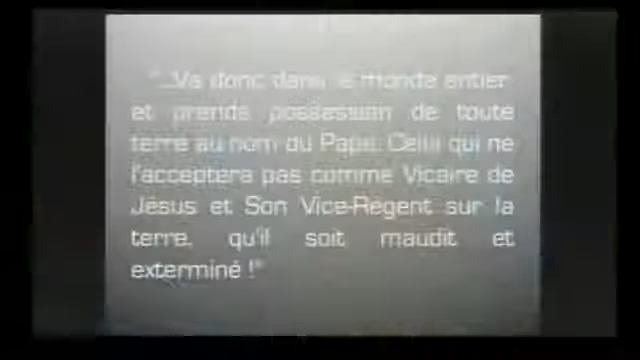 "...Va donc dans le monde entier
et prends possession de toute
terre au nom du Pape. Celui qui ne
l'acceptera pas comme Vicaire de
Jésus et Son Vice-Régent sur la
terre, qu'il soit maudit et
exterminé !"